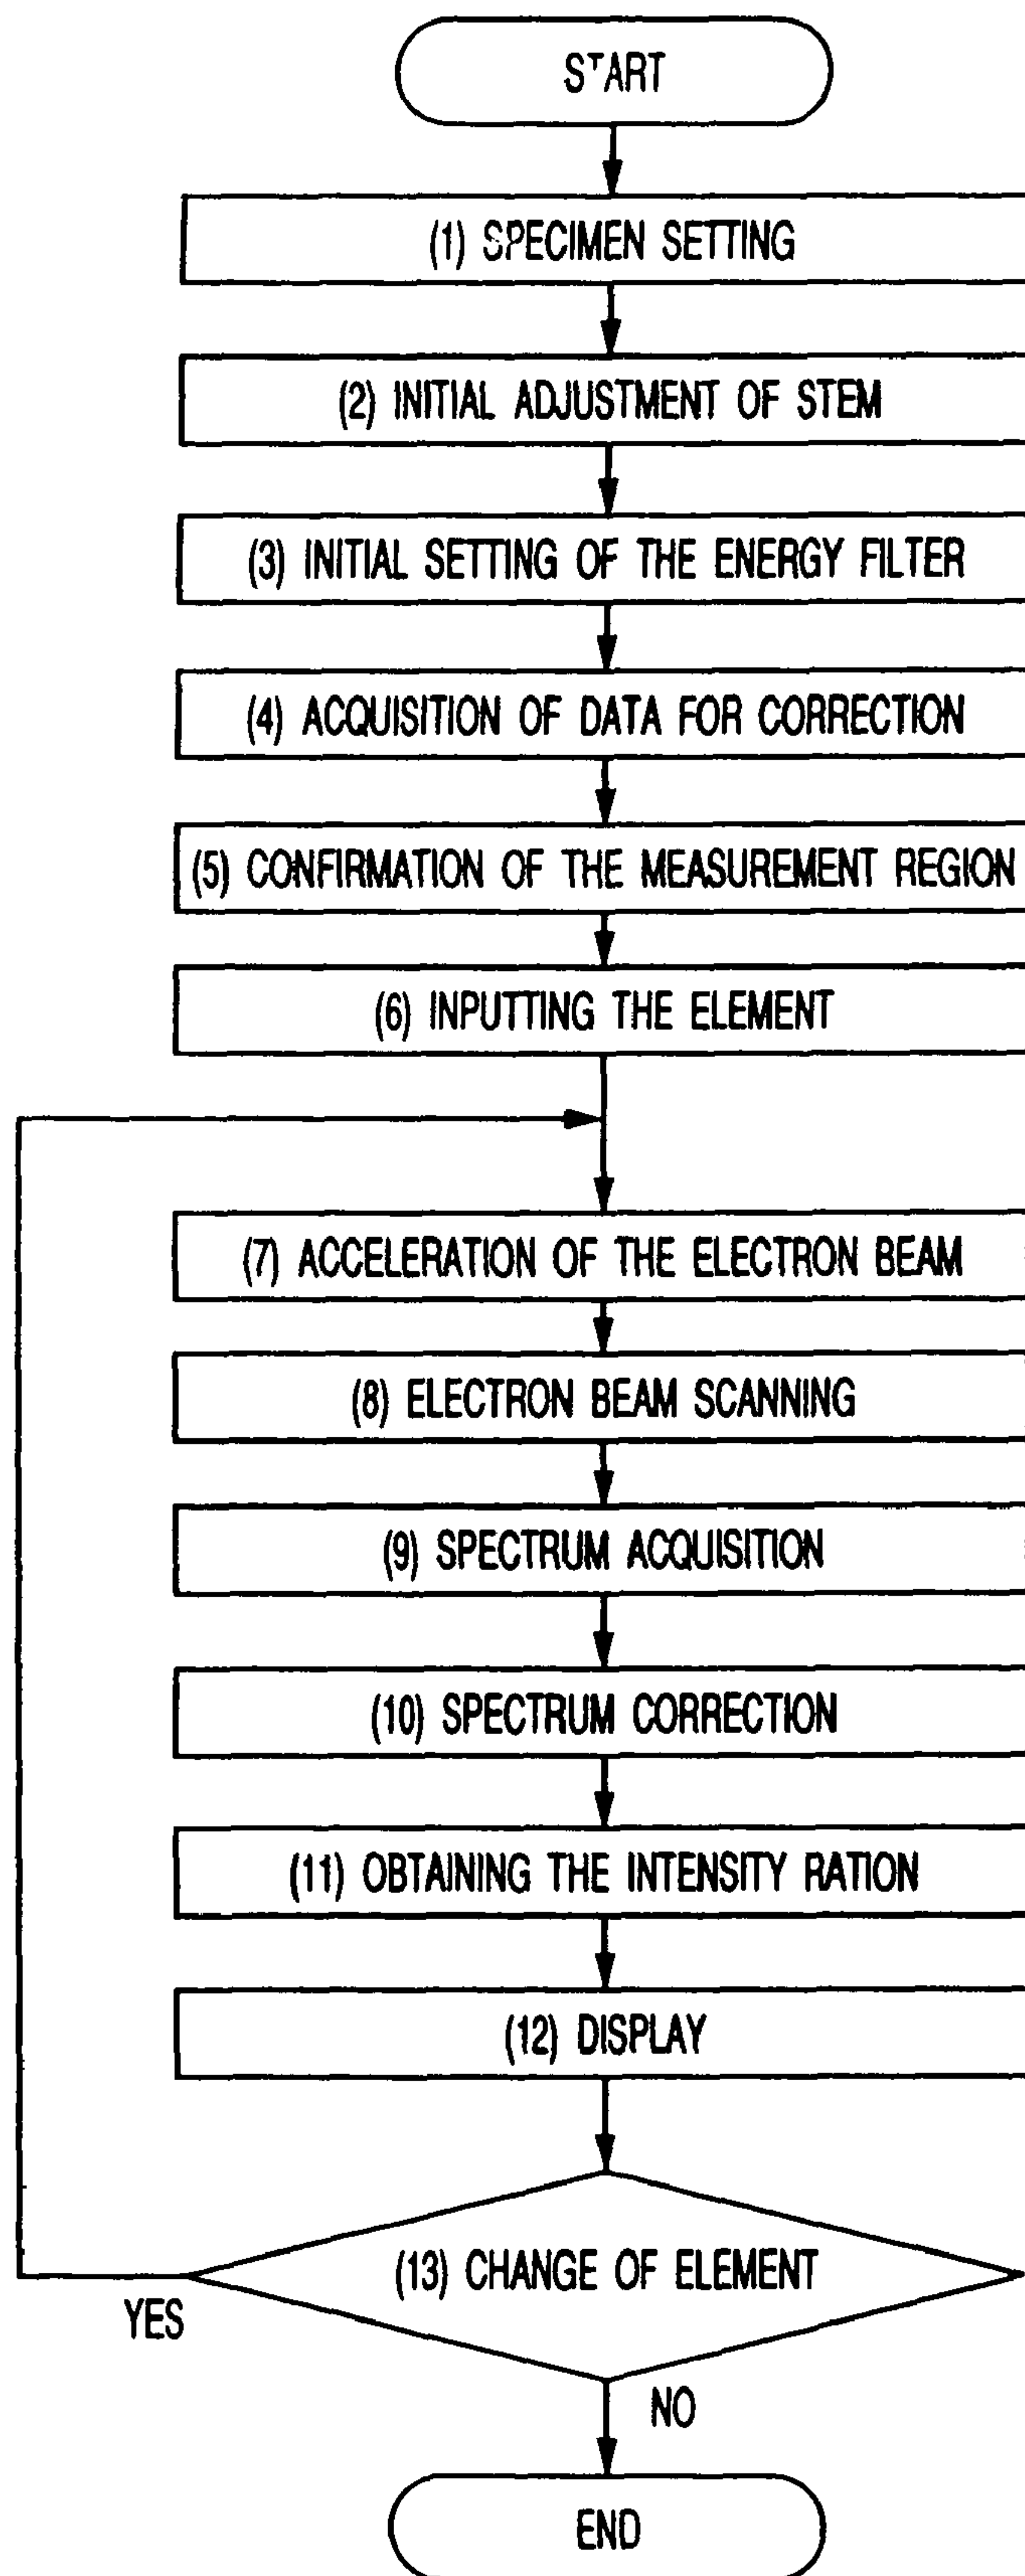 START
(1) SPECIMEN SETTING
(2) INITIAL ADJUSTMENT OF STEM
(3) INITIAL SETTING OF THE ENERGY FILTER
(4) ACQUISITION OF DATA FOR CORRECTION
(5) CONFIRMATION OF THE MEASUREMENT REGION
(6) INPUTTING THE ELEMENT
(7) ACCELERATION OF THE ELECTRON BEAM
(8) ELECTRON BEAM SCANNING
(9) SPECTRUM ACQUISITION
(10) SPECTRUM CORRECTION
(11) OBTAINING THE INTENSITY RATION
(12) DISPLAY
(13) CHANGE OF ELEMENT
YES
NO
END